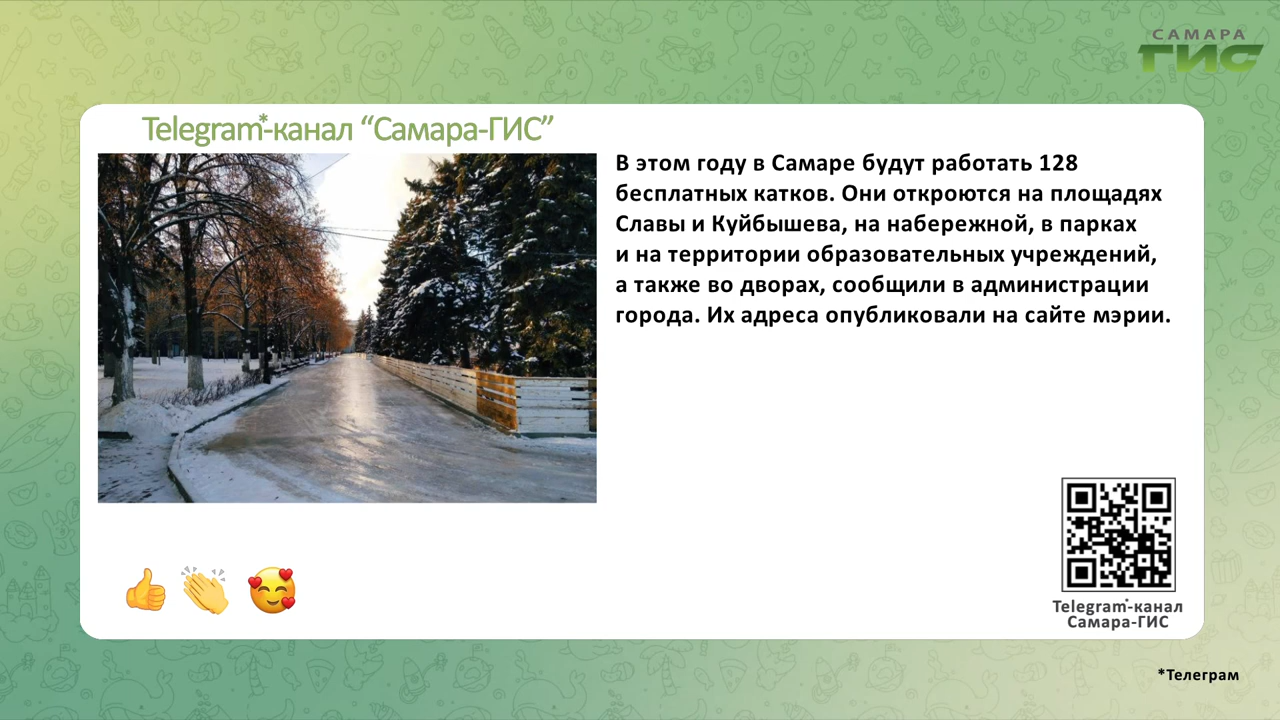 САМАРА
ГИС
Telegram*-канал “Самара-ГИС”
В этом году в Самаре будут работать 128
бесплатных катков. Они откроются на площадях
Славы и Куйбышева, на набережной, в парках
и на территории образовательных учреждений,
а также во дворах, сообщили в администрации
города. Их адреса опубликовали на сайте мэрии.
Telegram*-канал
Самара-ГИС
*Телеграм